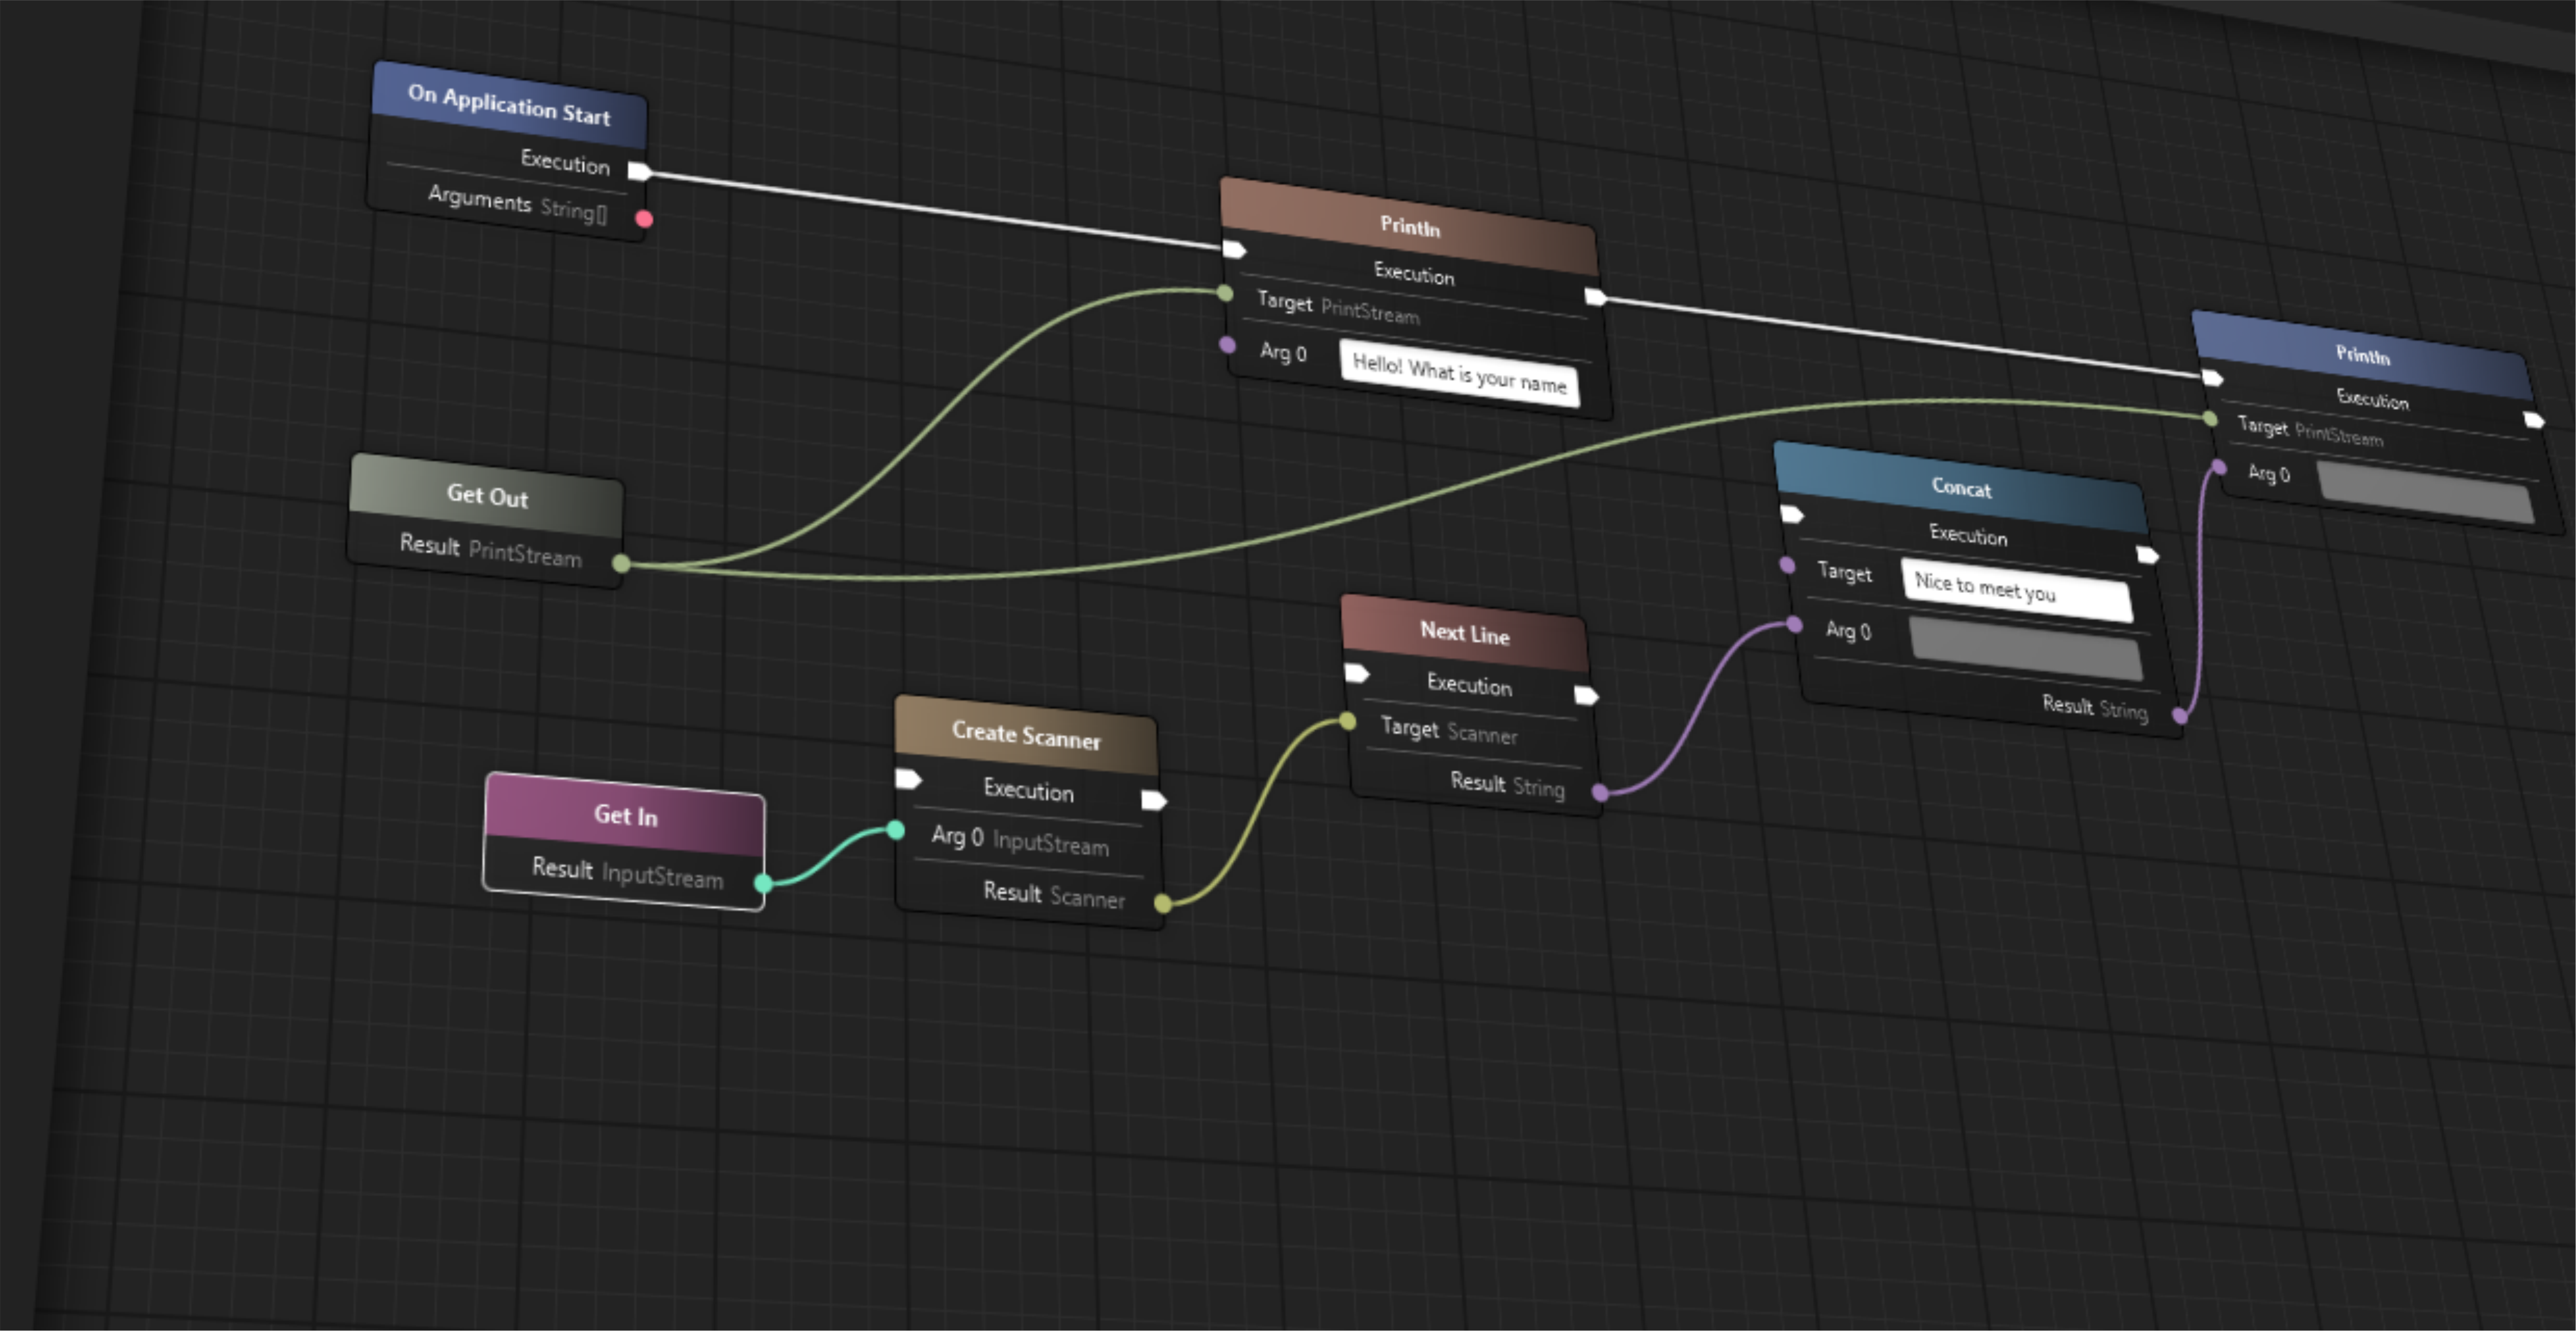 On Application Start
Execution
Arguments String[]
Println
Execution
Target PrintStream
Arg 0 Hello! What is your name
Println
Execution
Target PrintStream
Arg 0
Get Out
Result PrintStream
Concat
Execution
Target Nice to meet you
Arg 0
Result String
Next Line
Execution
Target Scanner
Result String
Create Scanner
Execution
Arg 0 InputStream
Result Scanner
Get In
Result InputStream